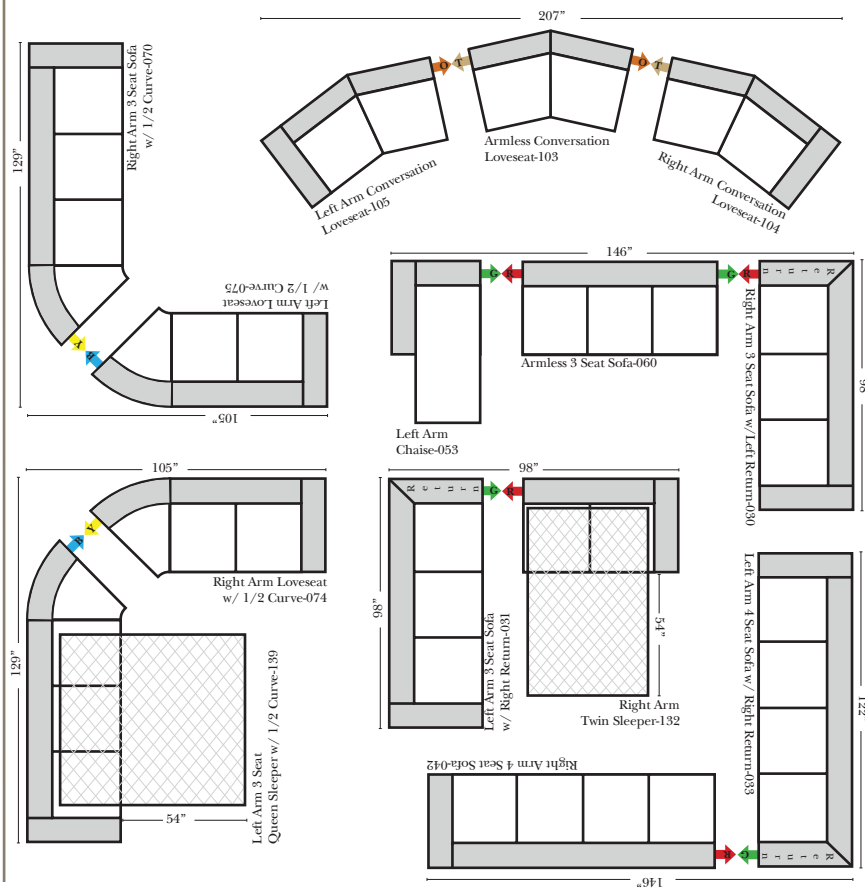 207”
129”
Right Arm 3 Seat Sofa
w/ 1/2 Curve-070
O
T
O
T
Left Arm Conversation
Loveseat-105
Armless Conversation
Loveseat-103
Right Arm Conversation
Loveseat-104
Y
B
Left Arm Loveseat
w/ 1/2 Curve-075
105”
146”
G
R
G
R
Return
Left Arm
Chaise-053
Armless 3 Seat Sofa-060
Right Arm 3 Seat Sofa w/Left Return-030
98”
105”
B
Y
Right Arm Loveseat
w/ 1/2 Curve-074
129”
54”
Left Arm 3 Seat
Queen Sleeper w/ 1/2 Curve-139
98”
Return
G
R
98”
Left Arm 3 Seat Sofa
w/ Right Return-031
54”
Right Arm
Twin Sleeper-132
Left Arm 4 Seat Sofa w/ Right Return-033
122”
Right Arm 4 Seat Sofa-042
R
G
Return
146”